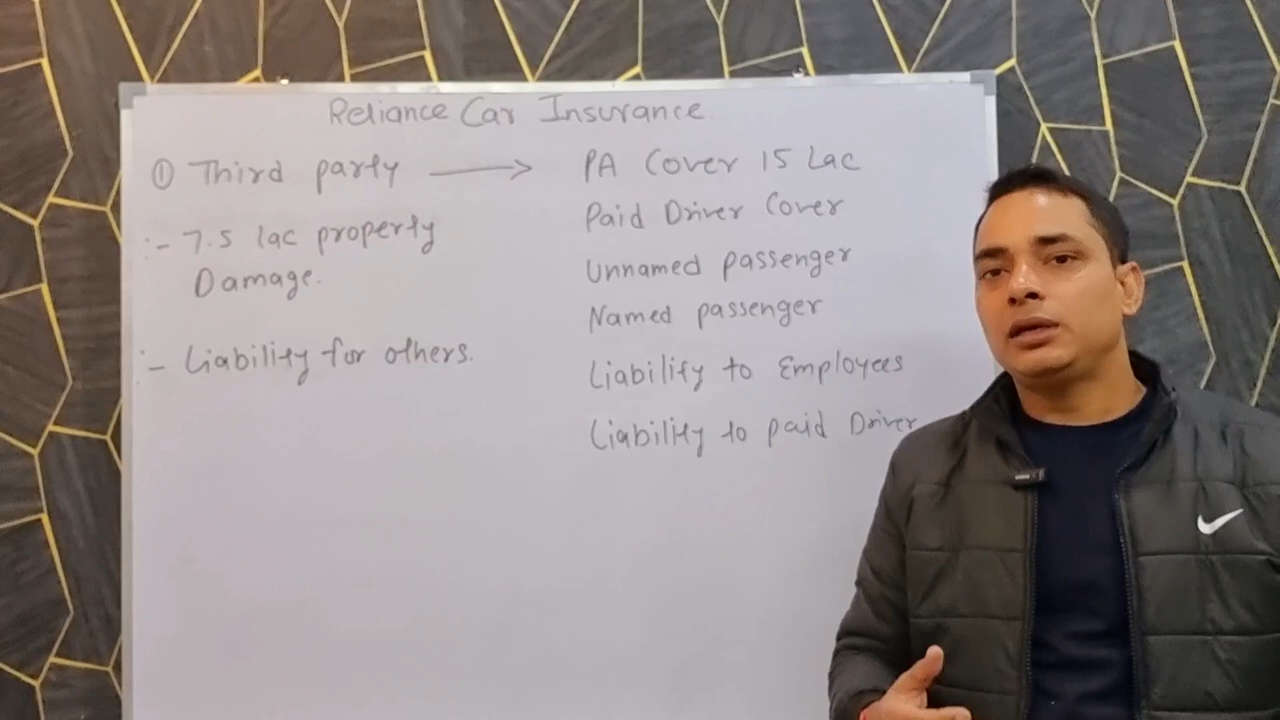 Reliance Car Insurance
① Third party → PA Cover 15 Lac
Paid Driver Cover
:- 7.5 lac property
Damage.
Unnamed passenger
Named passenger
:- Liability for others.
Liability to Employees
Liability to paid Driver